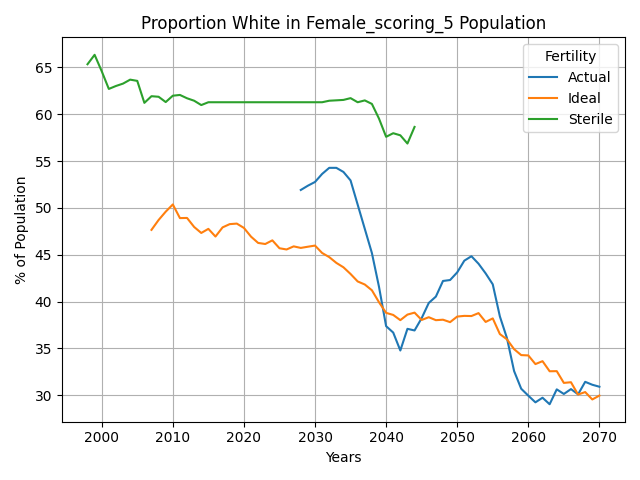 Proportion White in Female_scoring_5 Population
Fertility
Actual
Ideal
Sterile
% of Population
65
60
55
50
45
40
35
30
2000 2010 2020 2030 2040 2050 2060 2070
Years